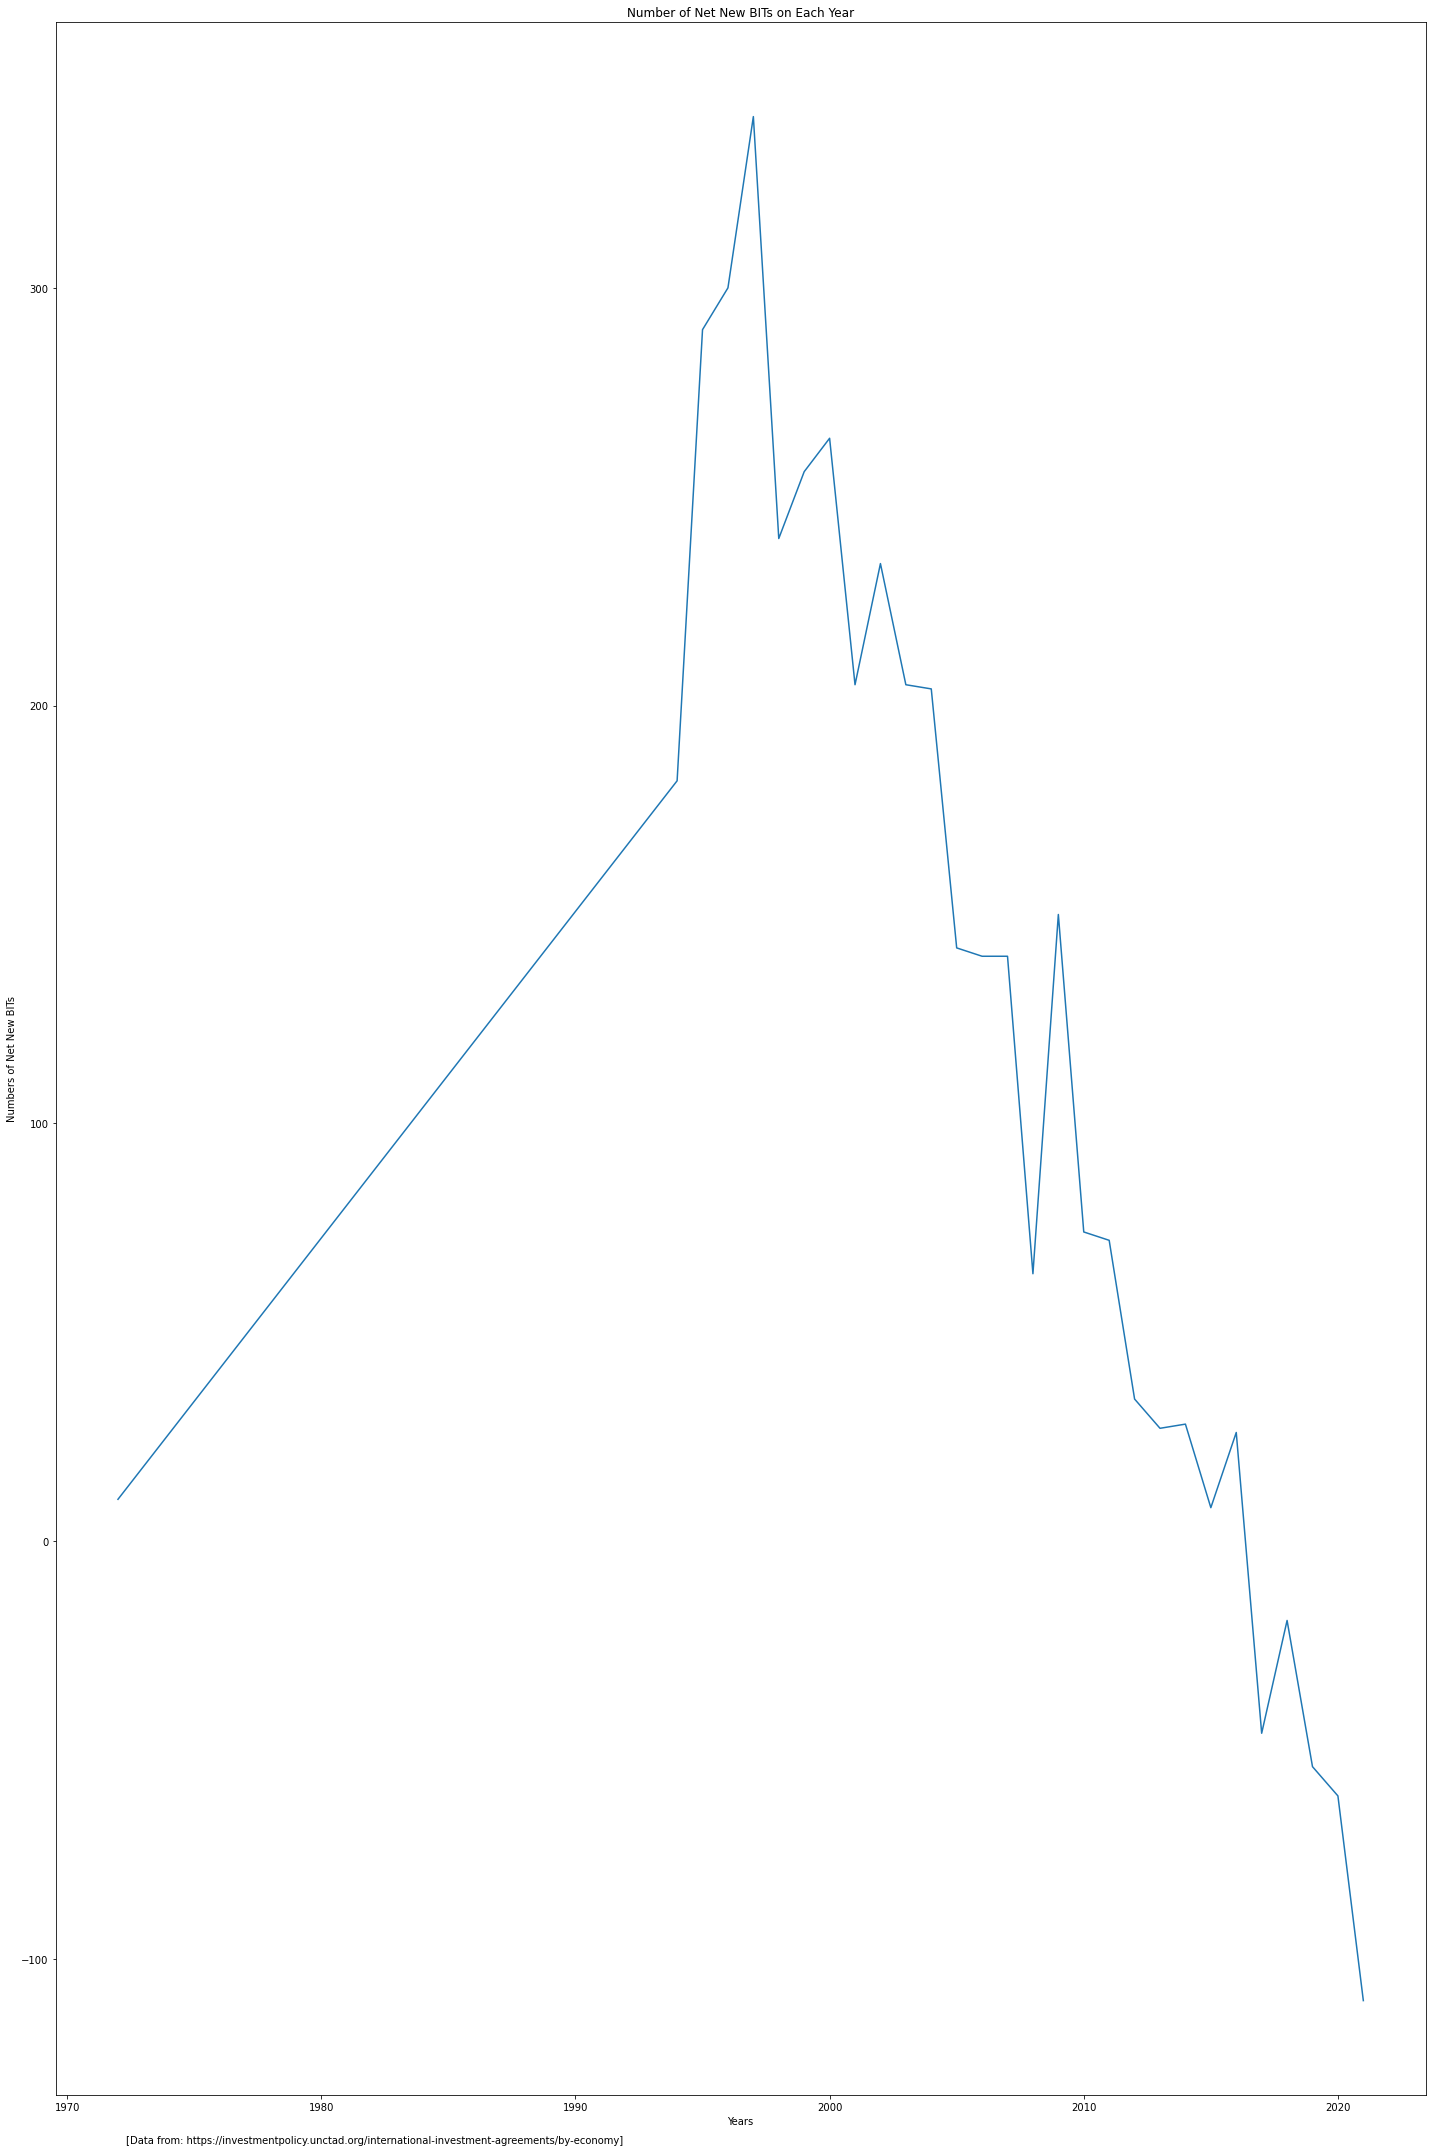 Number of Net New BITs on Each Year
Numbers of Net New BITs
300
200
100
0
−100
1970
1980
1990
2000
2010
2020
Years
[Data from: https://investmentpolicy.unctad.org/international-investment-agreements/by-economy]